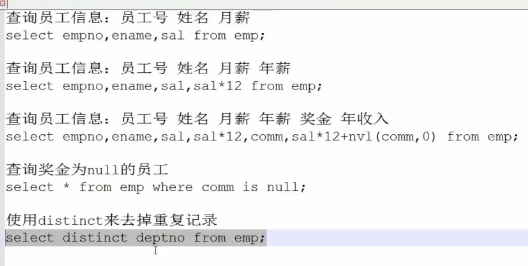 查询员工信息：员工号 姓名 月薪
select empno,ename,sal from emp;
查询员工信息：员工号 姓名 月薪 年薪
select empno,ename,sal,sal*12 from emp;
查询员工信息：员工号 姓名 月薪 年薪 奖金 年收入
select empno,ename,sal,sal*12,comm,sal*12+nvl(comm,0) from emp;
查询奖金为null的员工
select * from emp where comm is null;
使用distinct来去掉重复记录
select distinct deptno from emp;